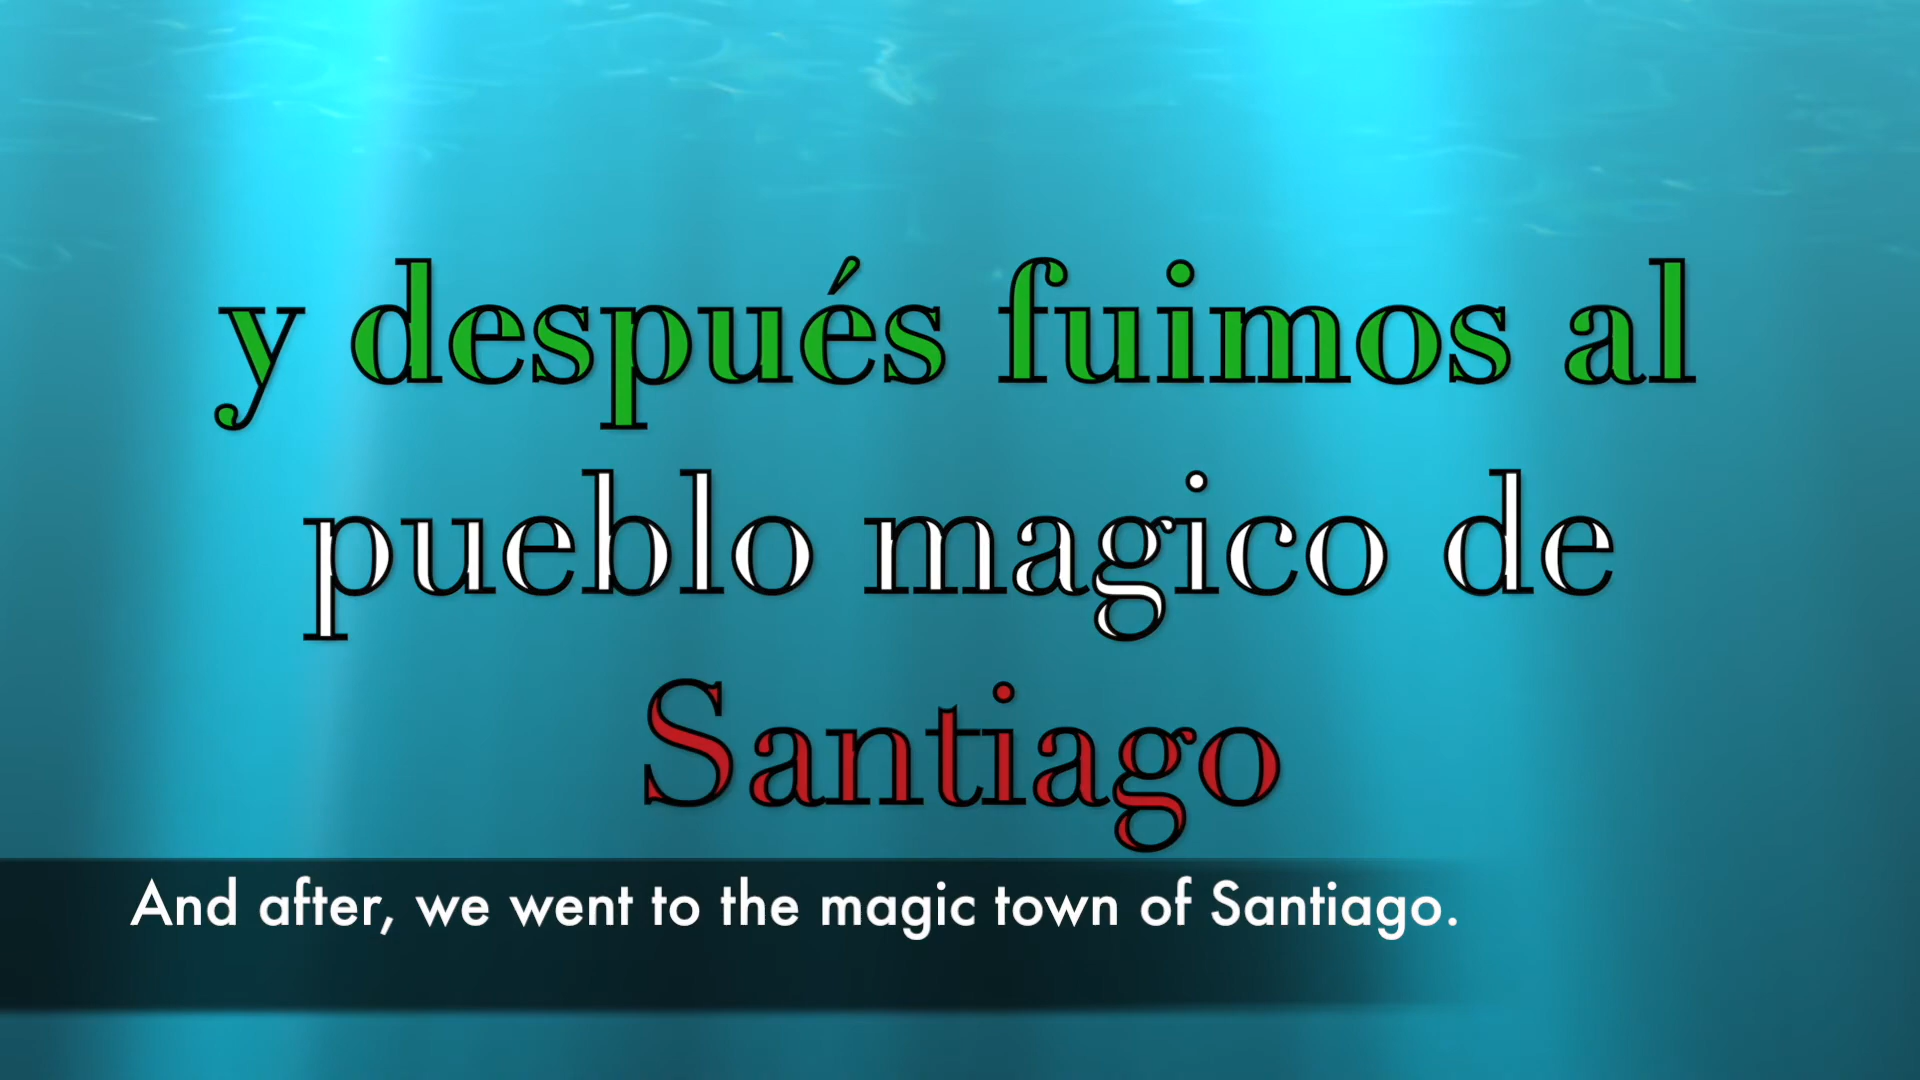 y después fuimos al
pueblo magico de
Santiago
And after, we went to the magic town of Santiago.